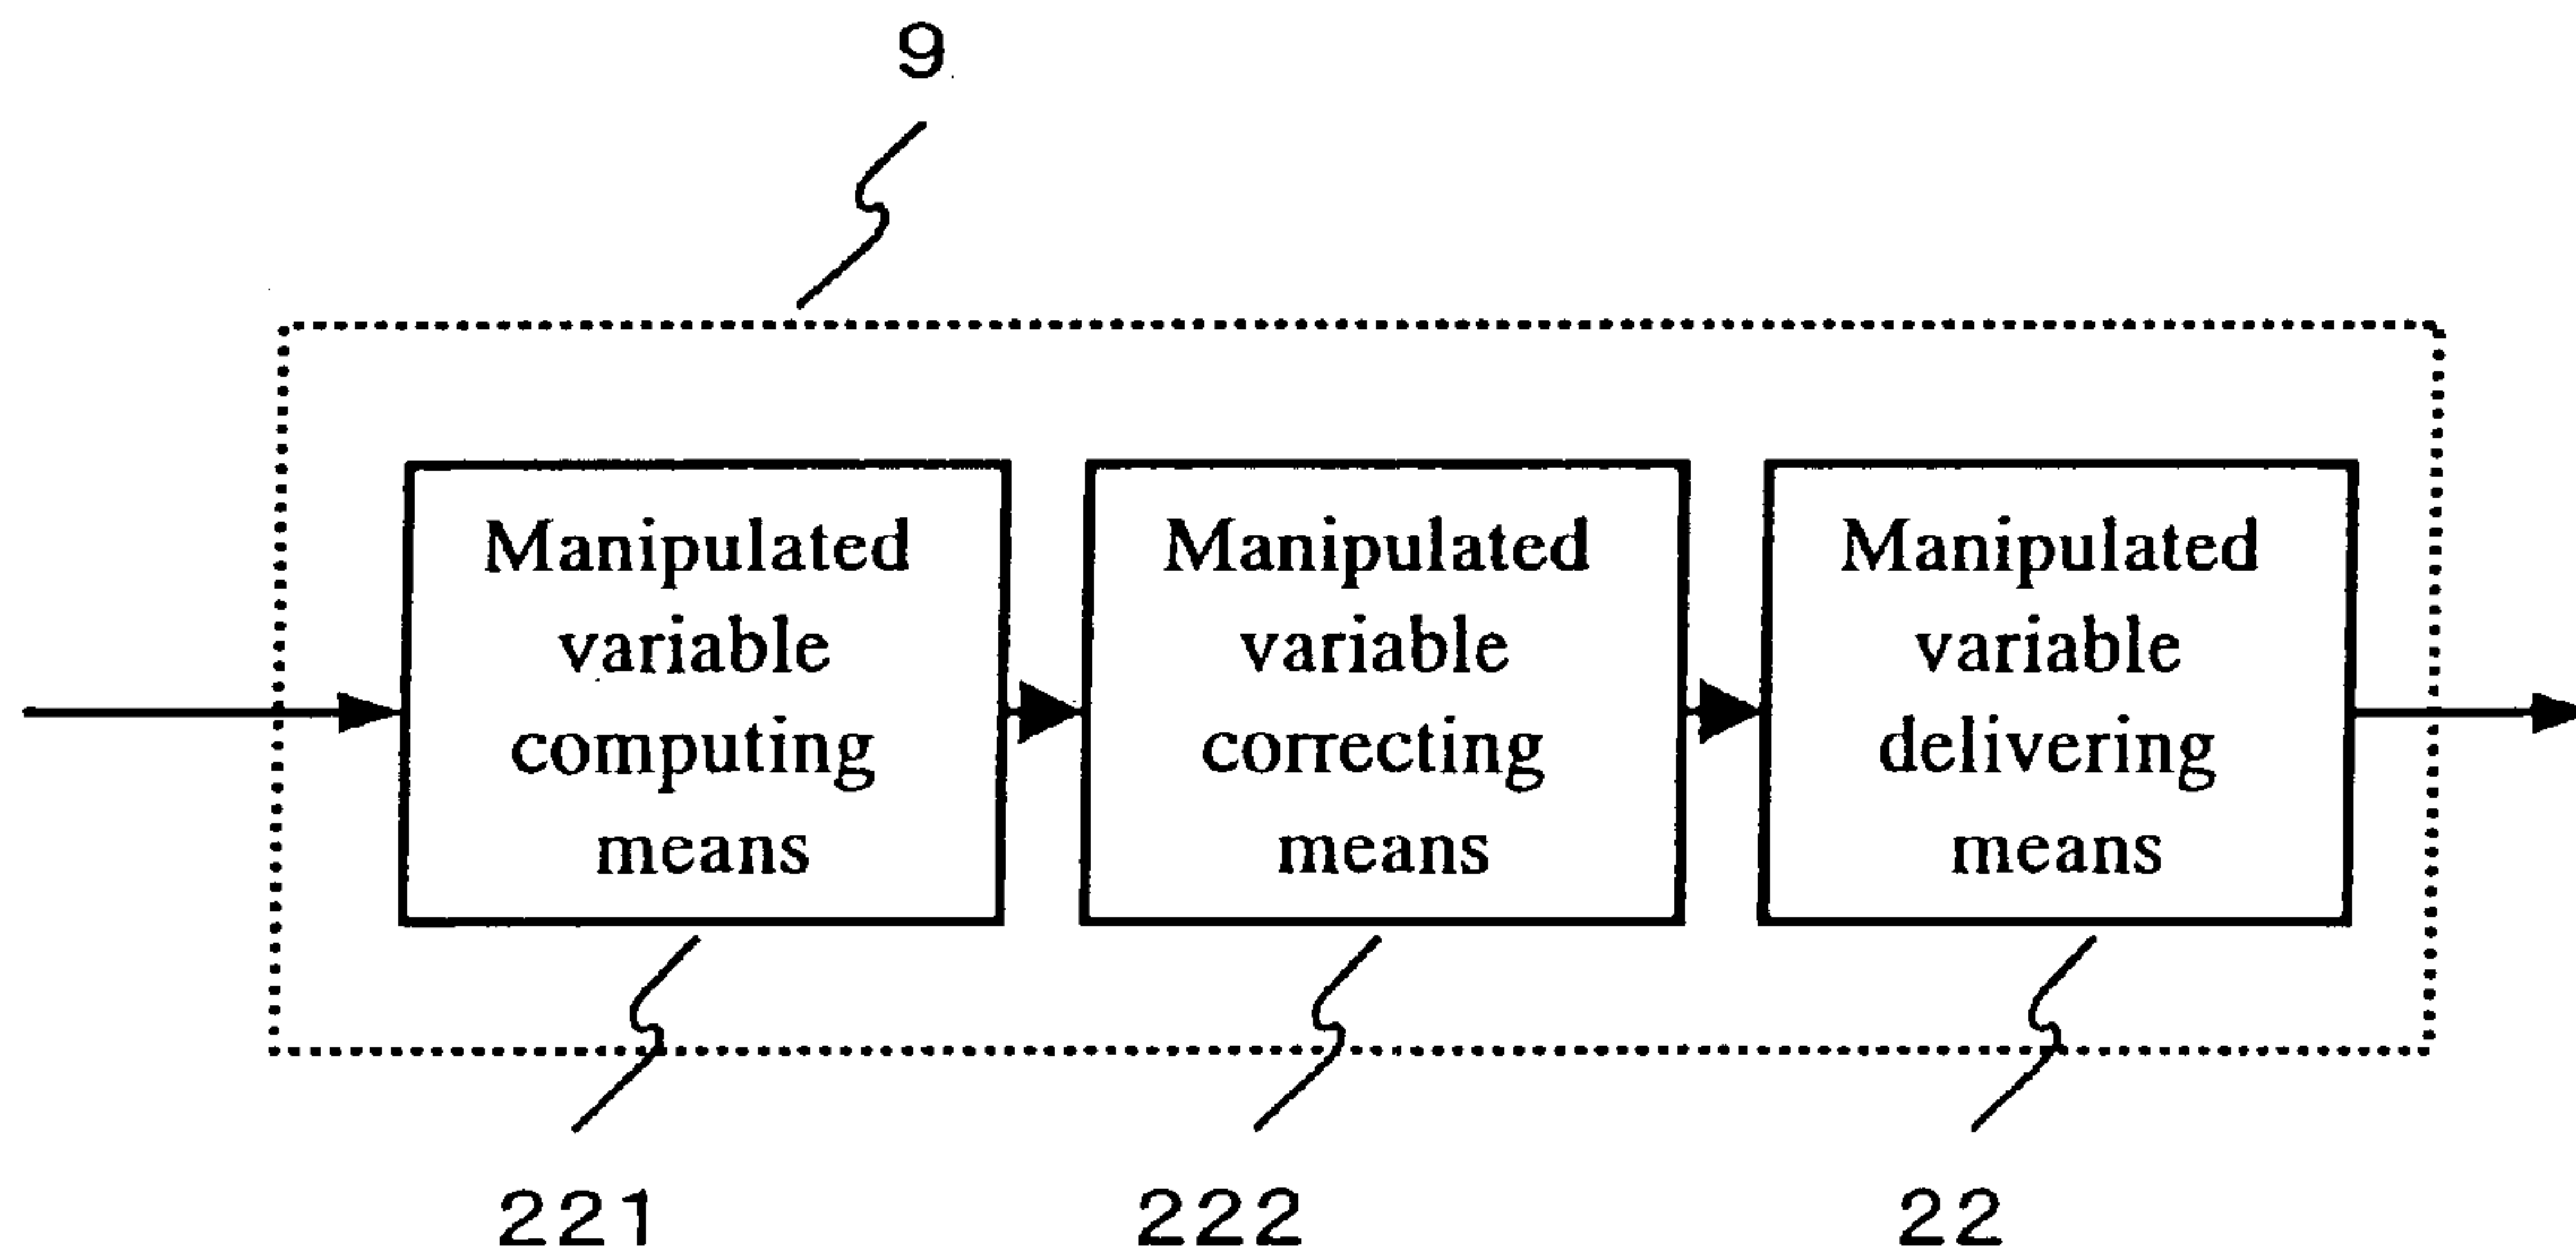 9
Manipulated
variable
computing
means
Manipulated
variable
correcting
means
Manipulated
variable
delivering
means
221
222
22